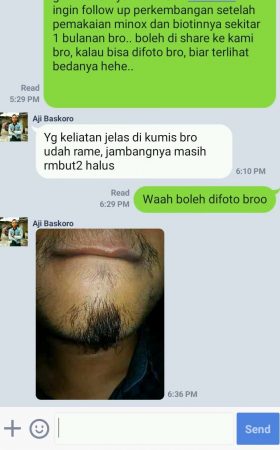 ingin follow up perkembangan setelah
pemakaian minox dan biotinnya sekitar
1 bulanan bro.. boleh di share ke kami
bro, kalau bisa difoto bro, biar terlihat
bedanya hehe..
Read
5:29 PM
Aji Baskoro
Yg keliatan jelas di kumis bro
udah rame, jambangnya masih
rmbut2 halus
6:10 PM
Read
6:29 PM
Waah boleh difoto broo
Aji Baskoro
6:36 PM
Send